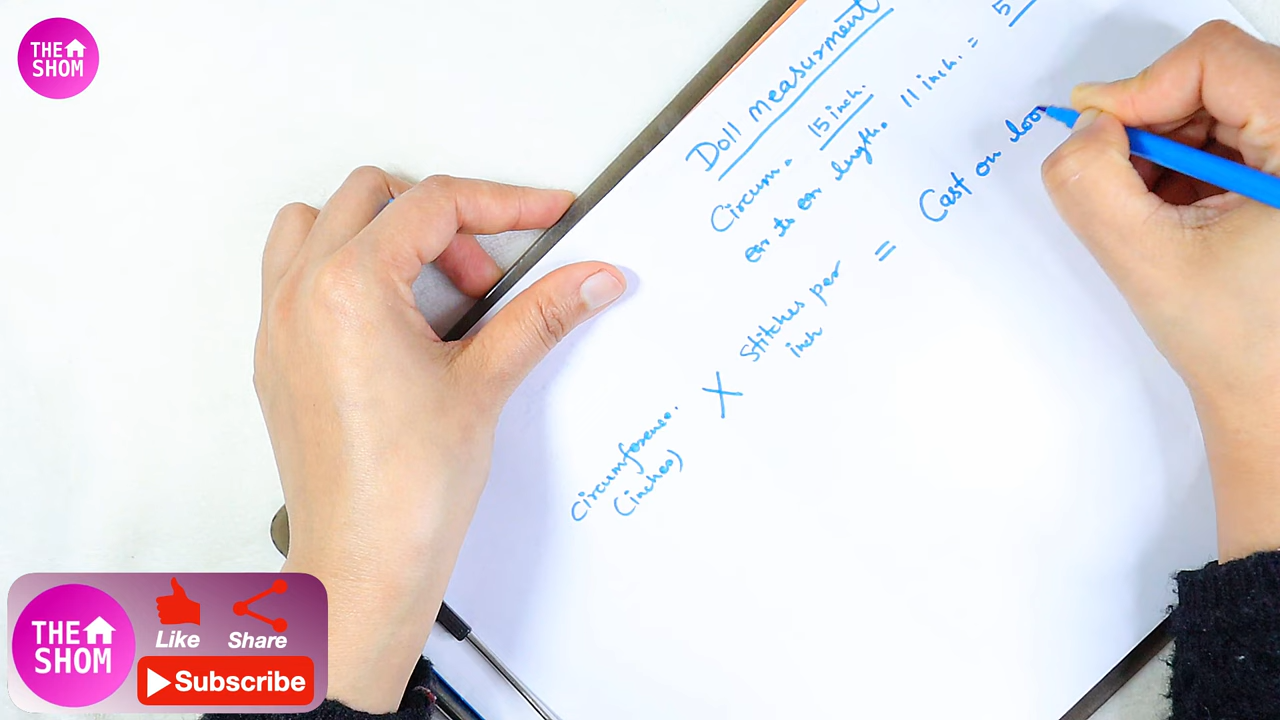 THE
SHOM
Doll measurment
Circum. 15 inch.
ear to ear length. 11 inch. = 5
Circumference. (inches) X Stitches per inch = Cast on loo
THE
SHOM
Like
Share
Subscribe